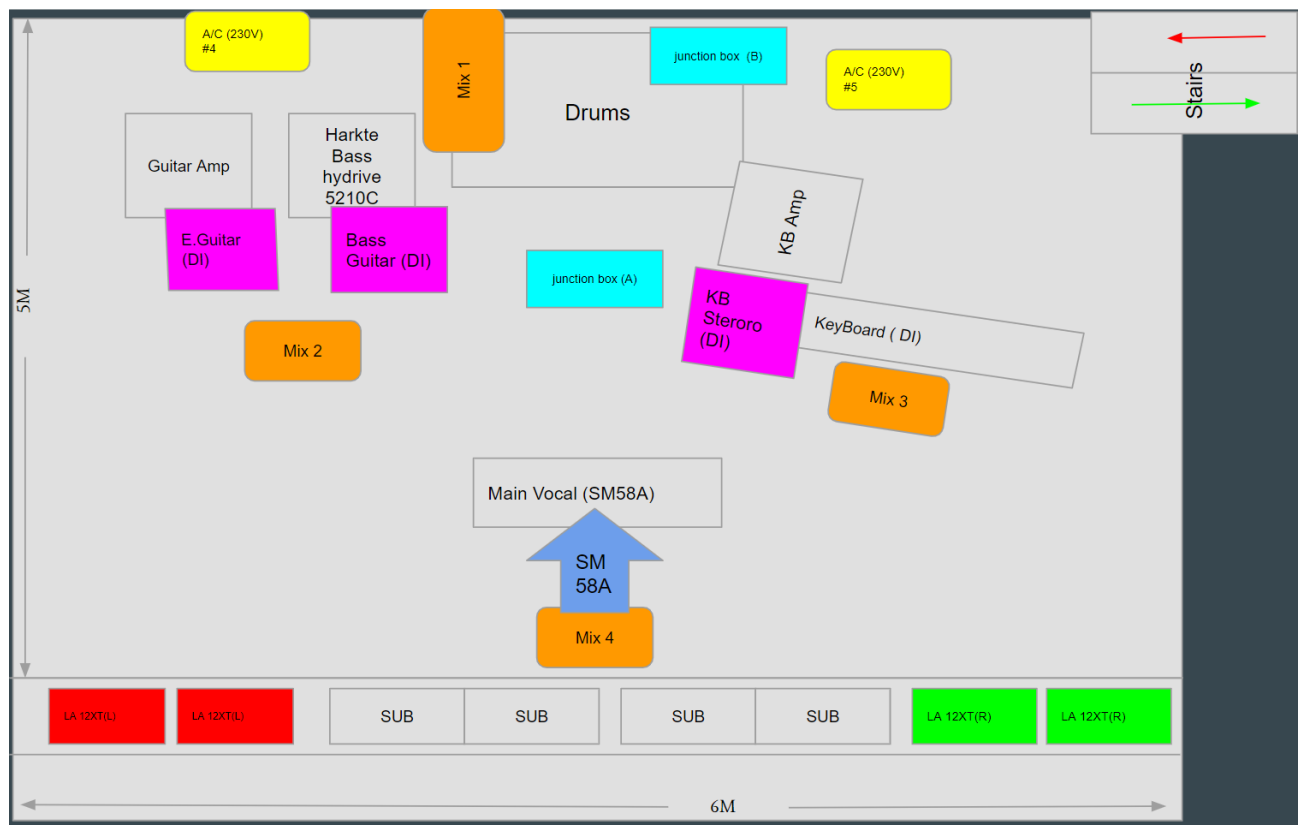 A/C (230V)
#4
Mix 1
junction box (B)
A/C (230V)
#5
Stairs
Drums
Guitar Amp
Harkte
Bass
hydrive
5210C
KB Amp
E.Guitar
(DI)
Bass
Guitar (DI)
junction box (A)
KB
Steroro
(DI)
KeyBoard ( DI)
5M
Mix 2
Mix 3
Main Vocal (SM58A)
SM
58A
Mix 4
LA 12XT(L)
LA 12XT(L)
SUB
SUB
SUB
SUB
LA 12XT(R)
LA 12XT(R)
6M